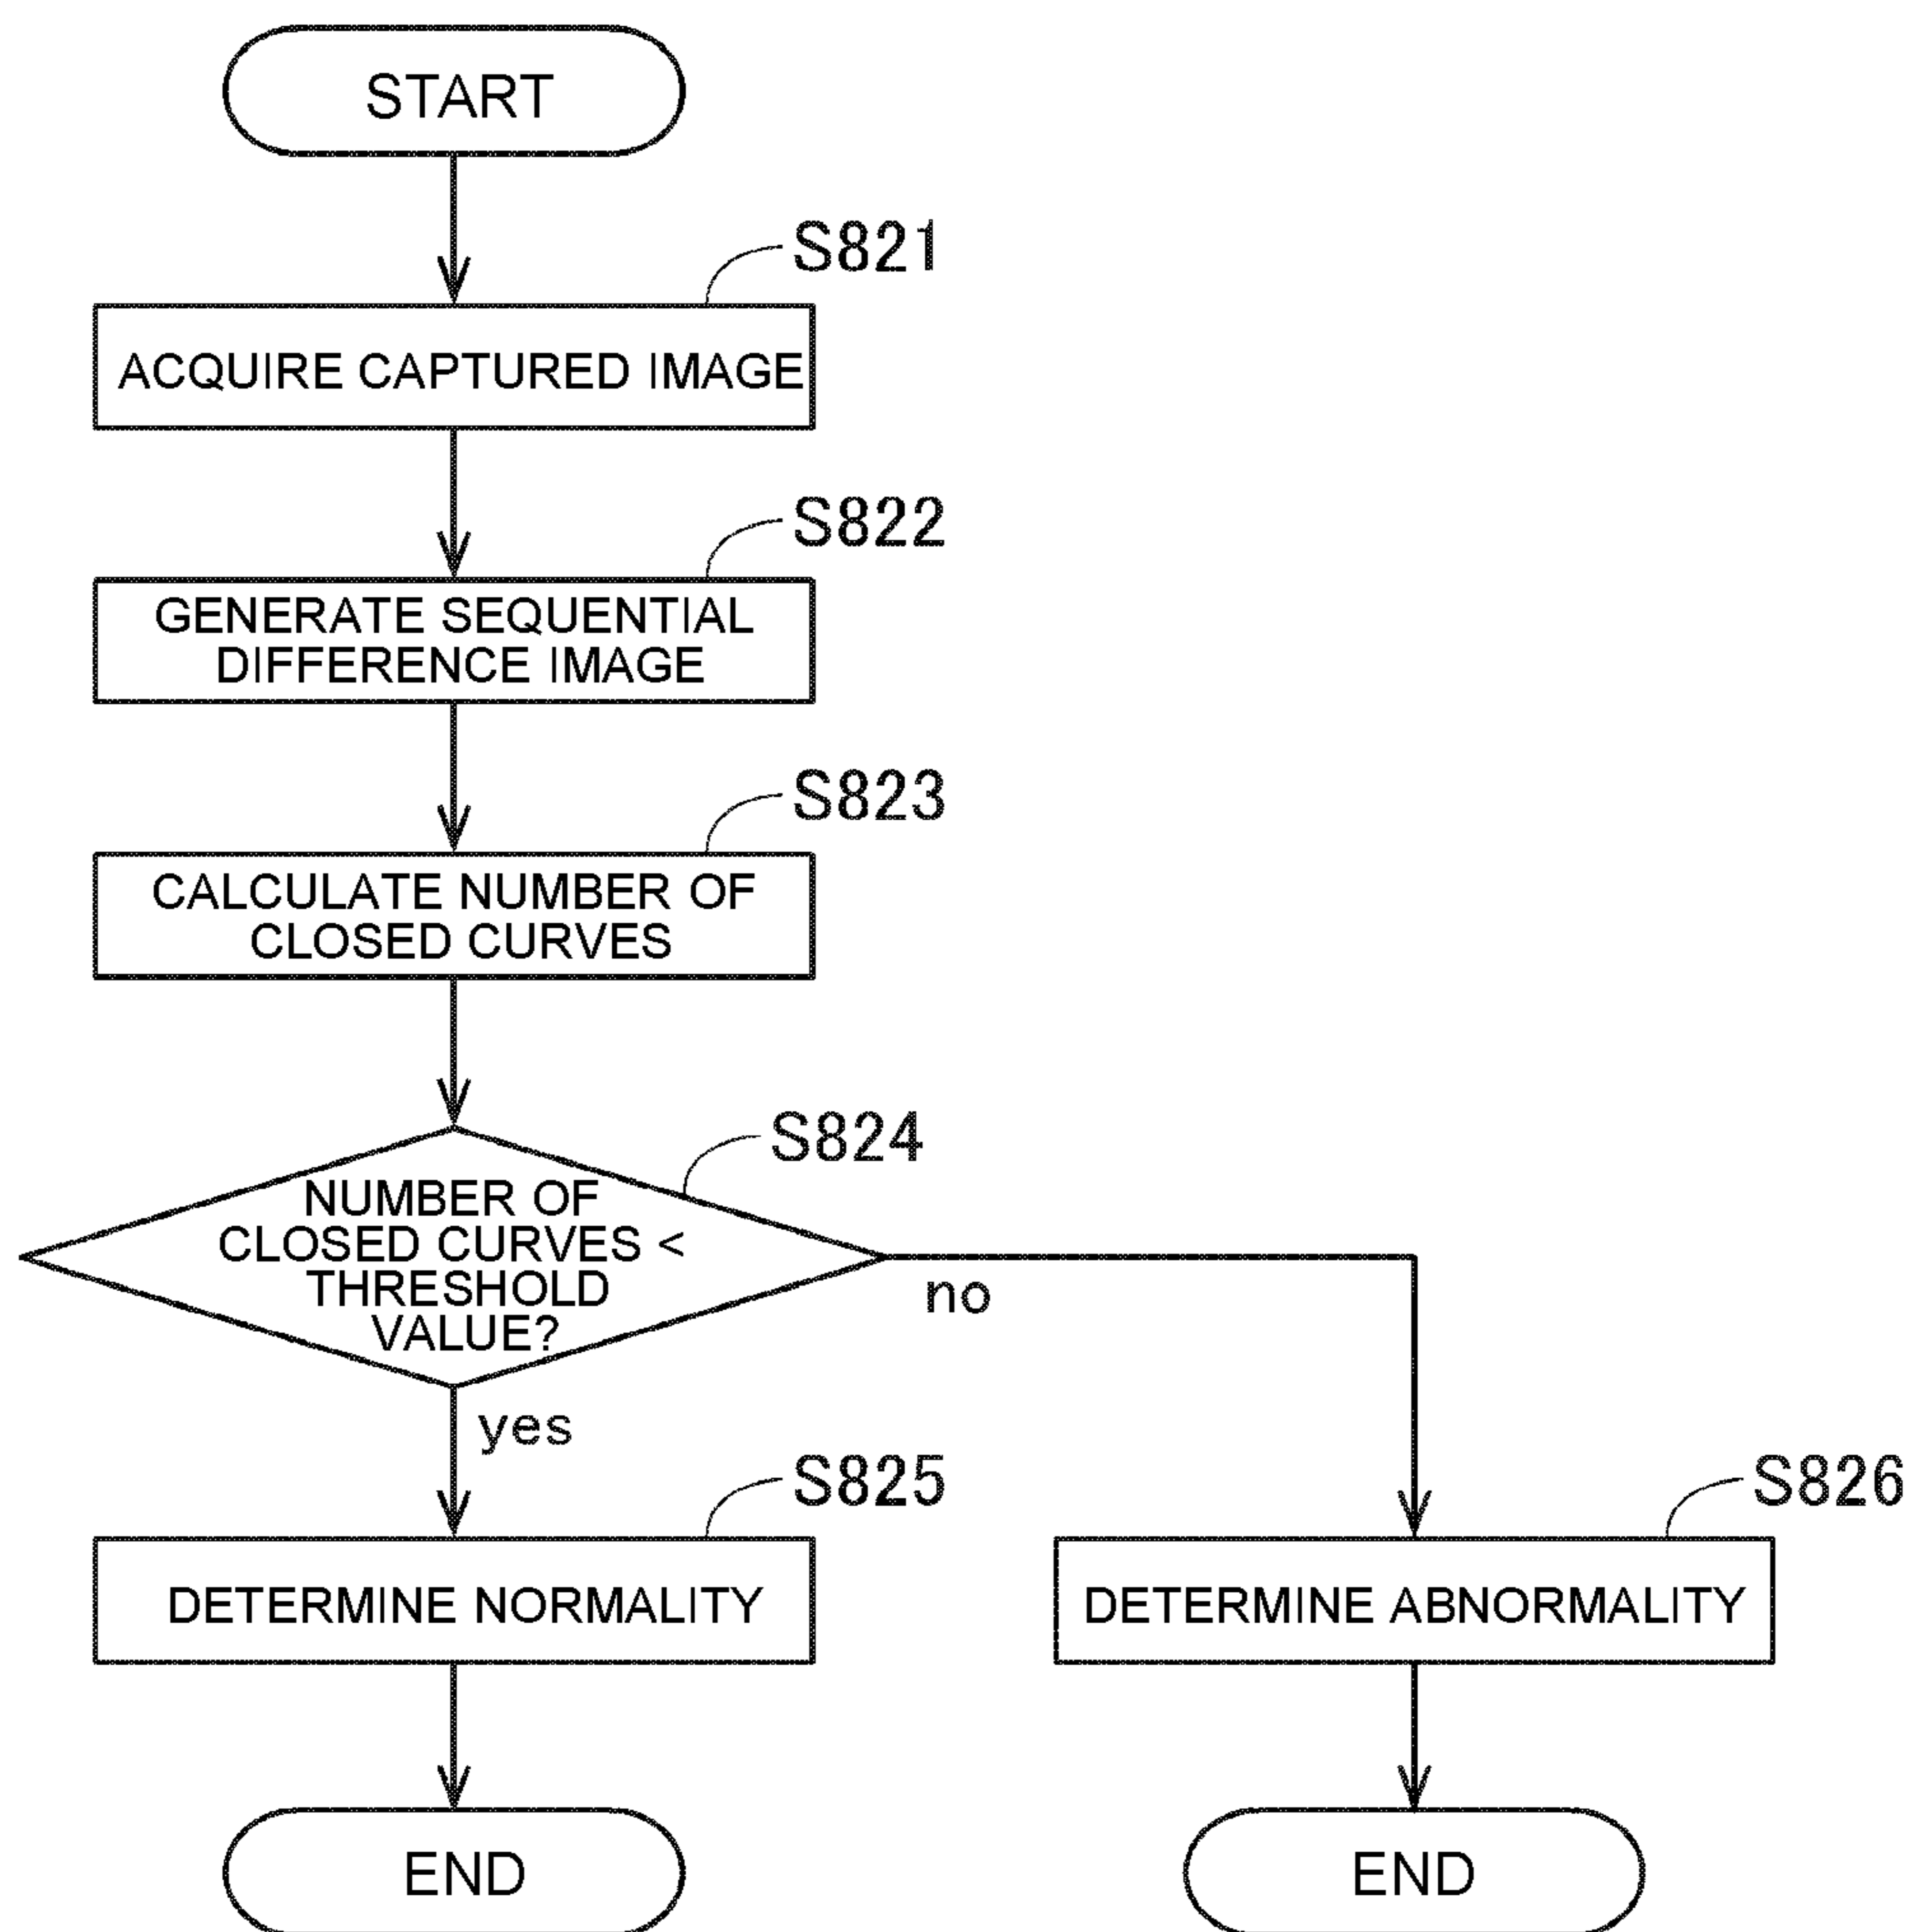 START
S821
ACQUIRE CAPTURED IMAGE
S822
GENERATE SEQUENTIAL
DIFFERENCE IMAGE
S823
CALCULATE NUMBER OF
CLOSED CURVES
S824
NUMBER OF
CLOSED CURVES <
THRESHOLD
VALUE?
no
yes
S825
DETERMINE NORMALITY
S826
DETERMINE ABNORMALITY
END
END